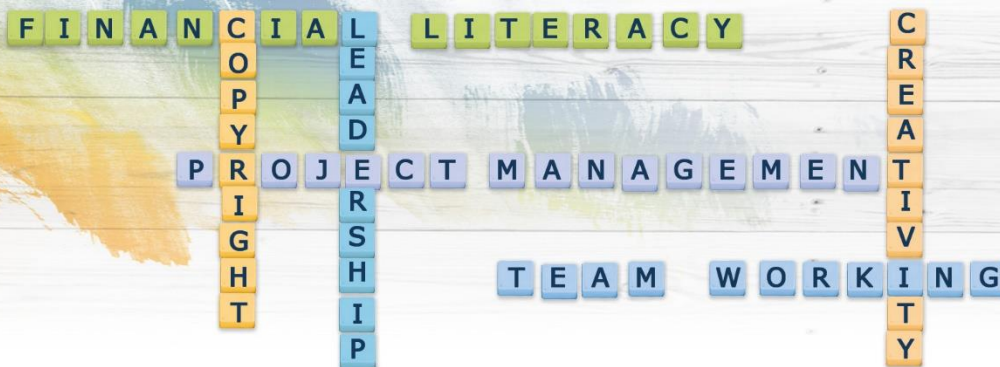 FINANCIAL LITERACY
COPYRIGHT
LEADERSHIP
CREATIVITY
PROJECT MANAGEMENT
TEAM WORKING